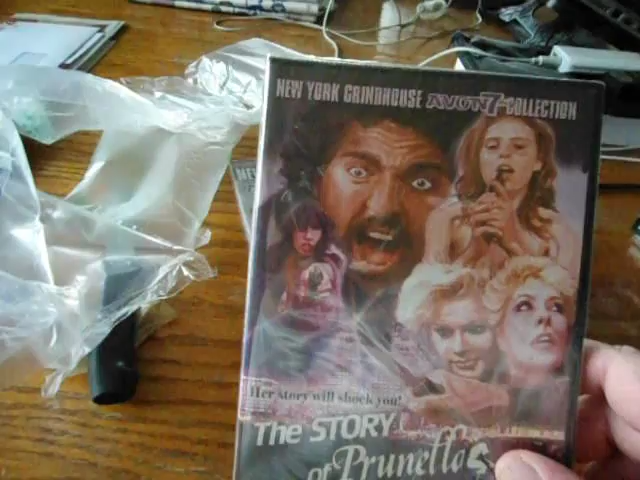 NEW YORK GRINDHOUSE AVON 7 COLLECTION
Her story will shock you!
The STORY
of Prunella